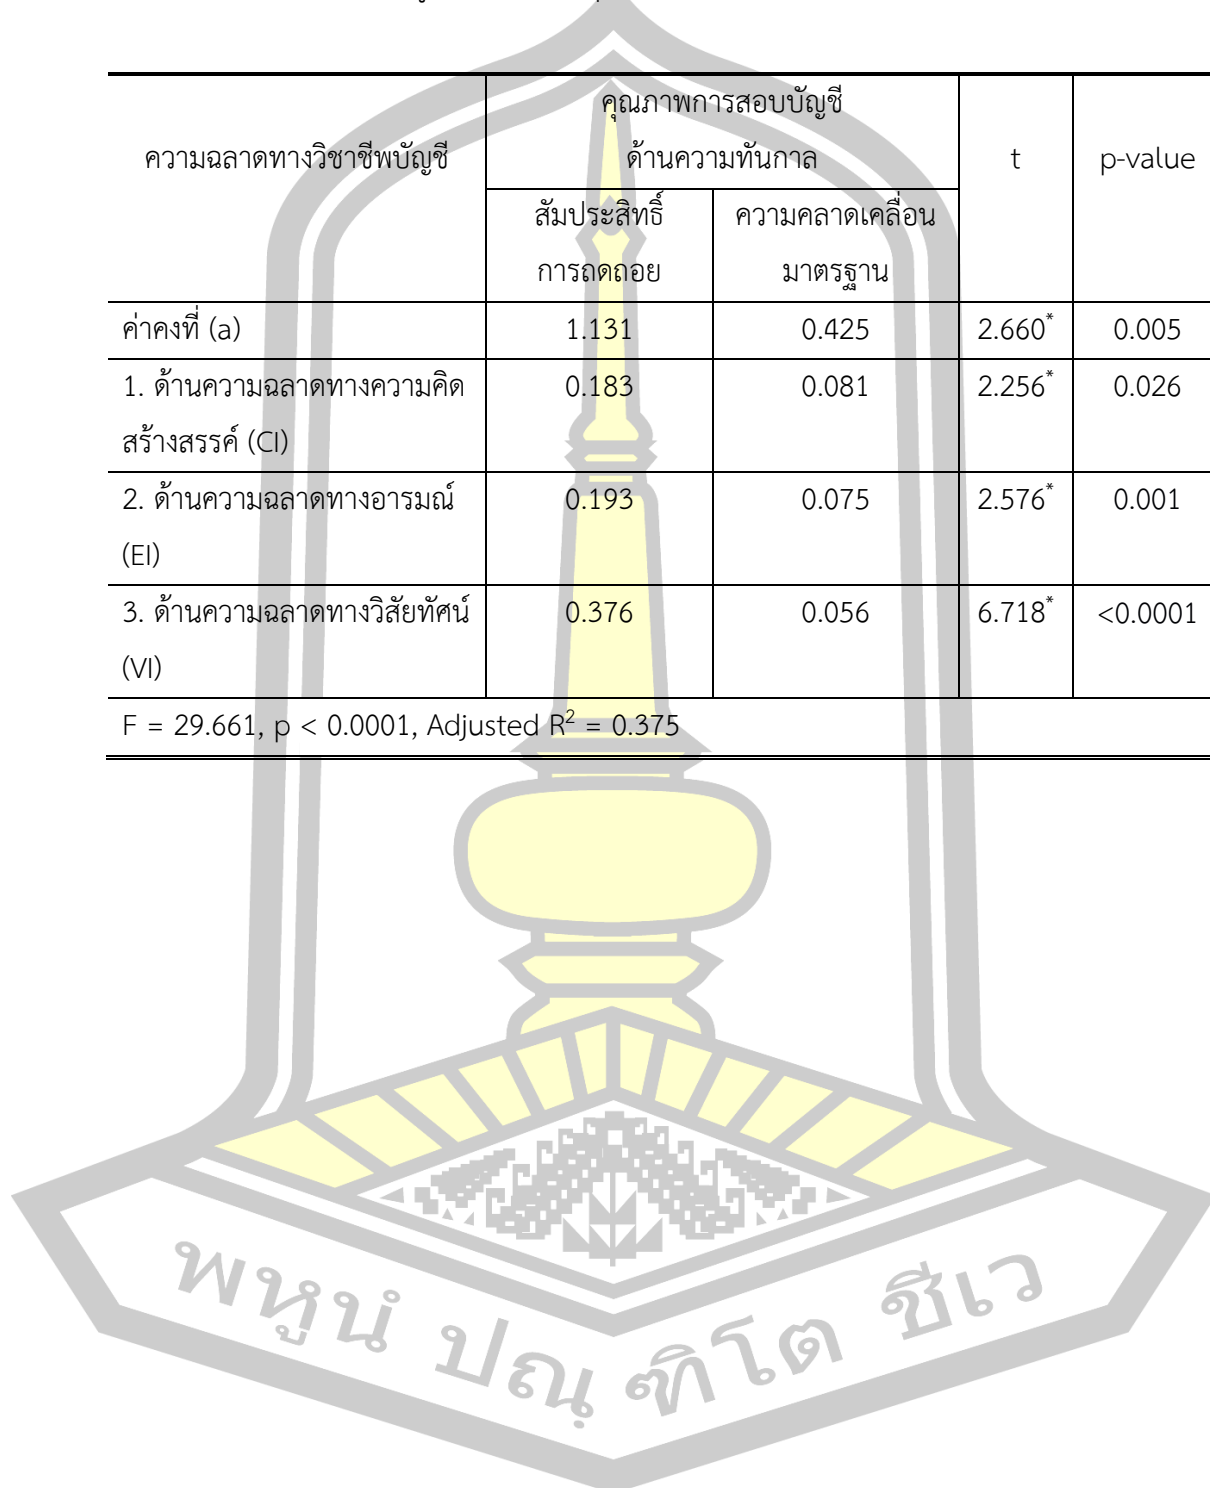 คุณภาพการสอบบัญชี
ความฉลาดทางวิชาชีพบัญชี ด้านความทันกาล t p-value
สัมประสิทธิ์ ความคลาดเคลื่อน
การถดถอย มาตรฐาน
ค่าคงที่ (a) 1.131 0.425 2.660* 0.005
1. ด้านความฉลาดทางความคิด 0.183 0.081 2.256* 0.026
สร้างสรรค์ (CI)
2. ด้านความฉลาดทางอารมณ์ 0.193 0.075 2.576* 0.001
(EI)
3. ด้านความฉลาดทางวิสัยทัศน์ 0.376 0.056 6.718* <0.0001
(VI)
F = 29.661, p < 0.0001, Adjusted R² = 0.375
พหูนํ ปณฺฑิโต ชีเว